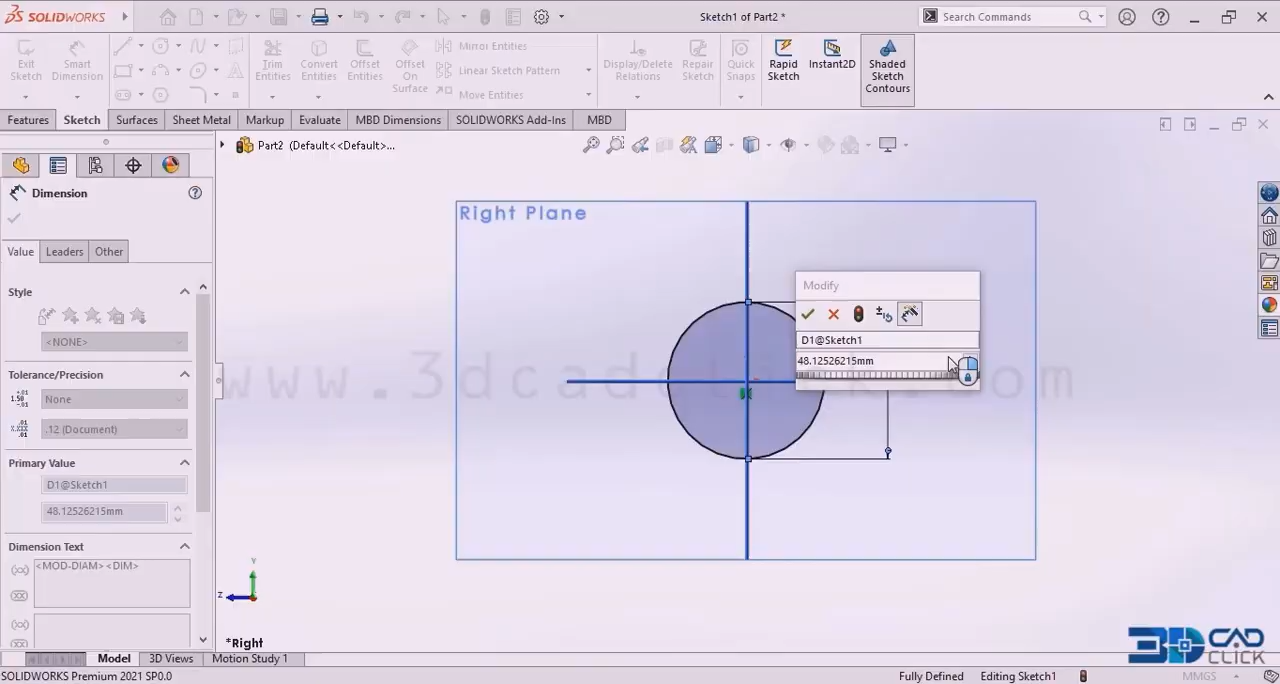 SOLIDWORKS
Sketch1 of Part2 *
Search Commands
Exit Sketch
Smart Dimension
Trim Entities
Convert Entities
Offset Entities
Offset On Surface
Mirror Entities
Linear Sketch Pattern
Move Entities
Display/Delete Relations
Repair Sketch
Quick Snaps
Rapid Sketch
Instant2D
Shaded Sketch Contours
Features
Sketch
Surfaces
Sheet Metal
Markup
Evaluate
MBD Dimensions
SOLIDWORKS Add-Ins
MBD
Part2 (Default<<Default>...
Dimension
Value
Leaders
Other
Style
<NONE>
Tolerance/Precision
None
.12 (Document)
Primary Value
D1@Sketch1
48.12526215mm
Dimension Text
<MOD-DIAM><DIM>
Right Plane
Modify
D1@Sketch1
48.12526215mm
www.3dcadclick.com
Y
Z
*Right
3D CAD CLICK
Model
3D Views
Motion Study 1
SOLIDWORKS Premium 2021 SP0.0
Fully Defined
Editing Sketch1
MMGS